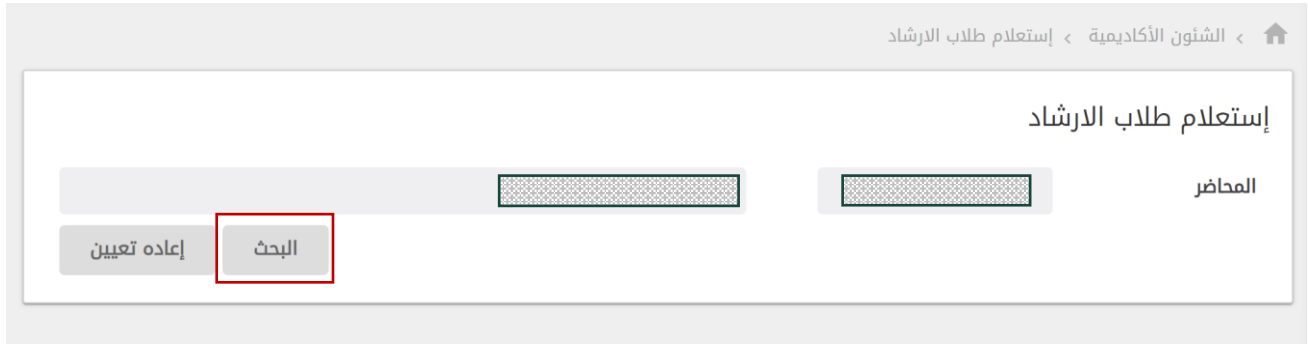 الشئون الأكاديمية › إستعلام طلاب الارشاد
إستعلام طلاب الارشاد
المحاضر
البحث
إعاده تعيين